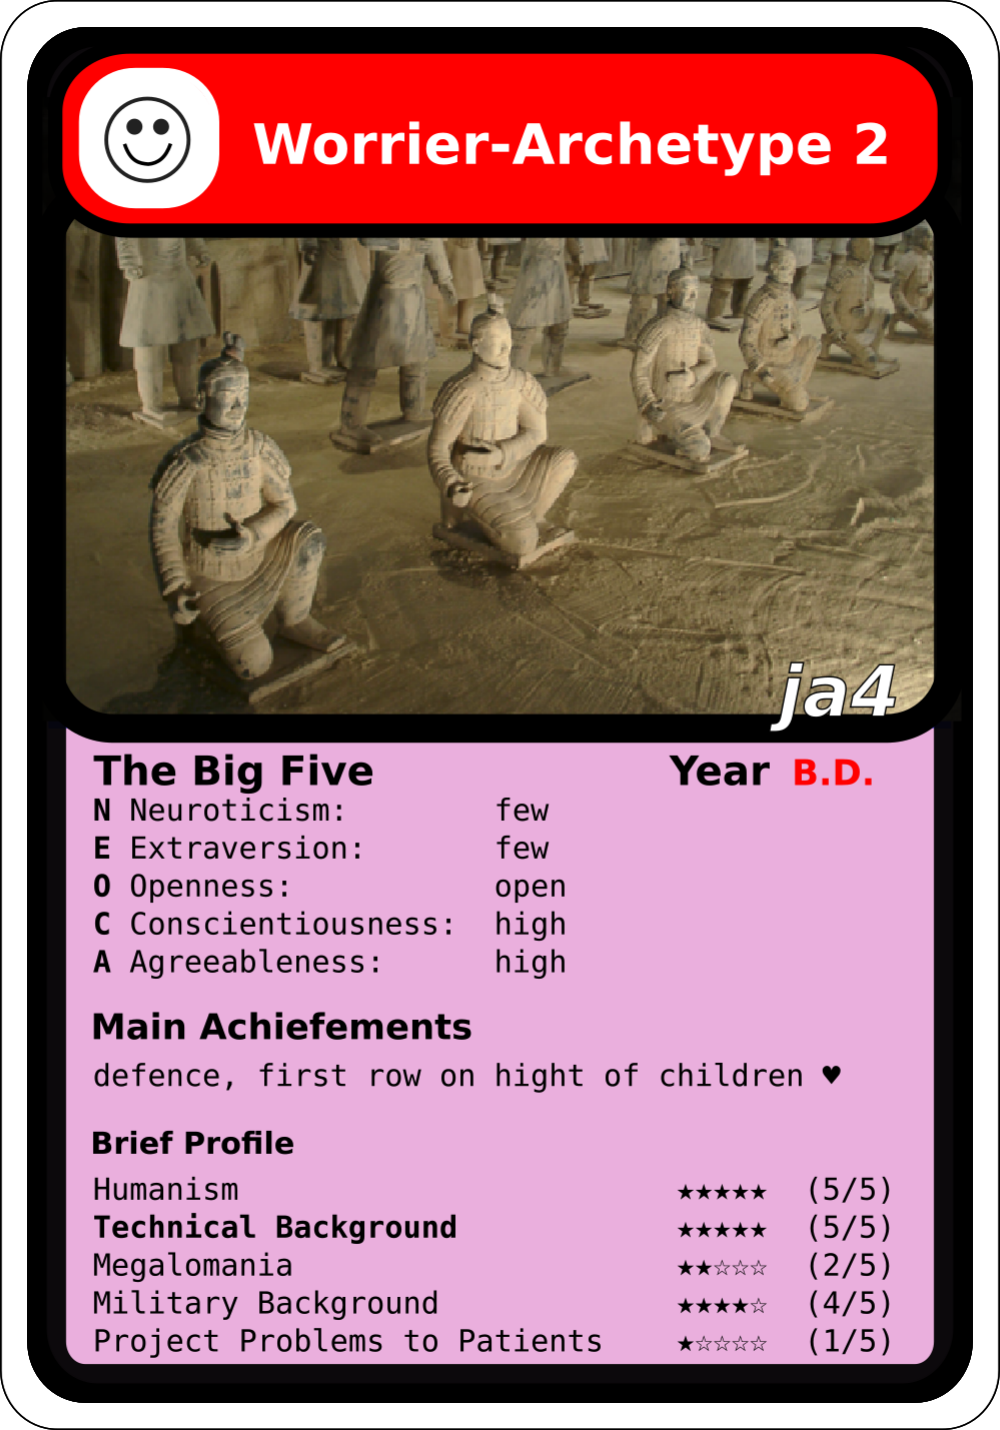 Worrier-Archetype 2
ja4
The Big Five Year B.D.
N Neuroticism: few
E Extraversion: few
O Openness: open
C Conscientiousness: high
A Agreeableness: high
Main Achiefements
defence, first row on hight of children ♥
Brief Profile
Humanism ★★★★★ (5/5)
Technical Background ★★★★★ (5/5)
Megalomania ★★☆☆☆ (2/5)
Military Background ★★★★☆ (4/5)
Project Problems to Patients ★☆☆☆☆ (1/5)